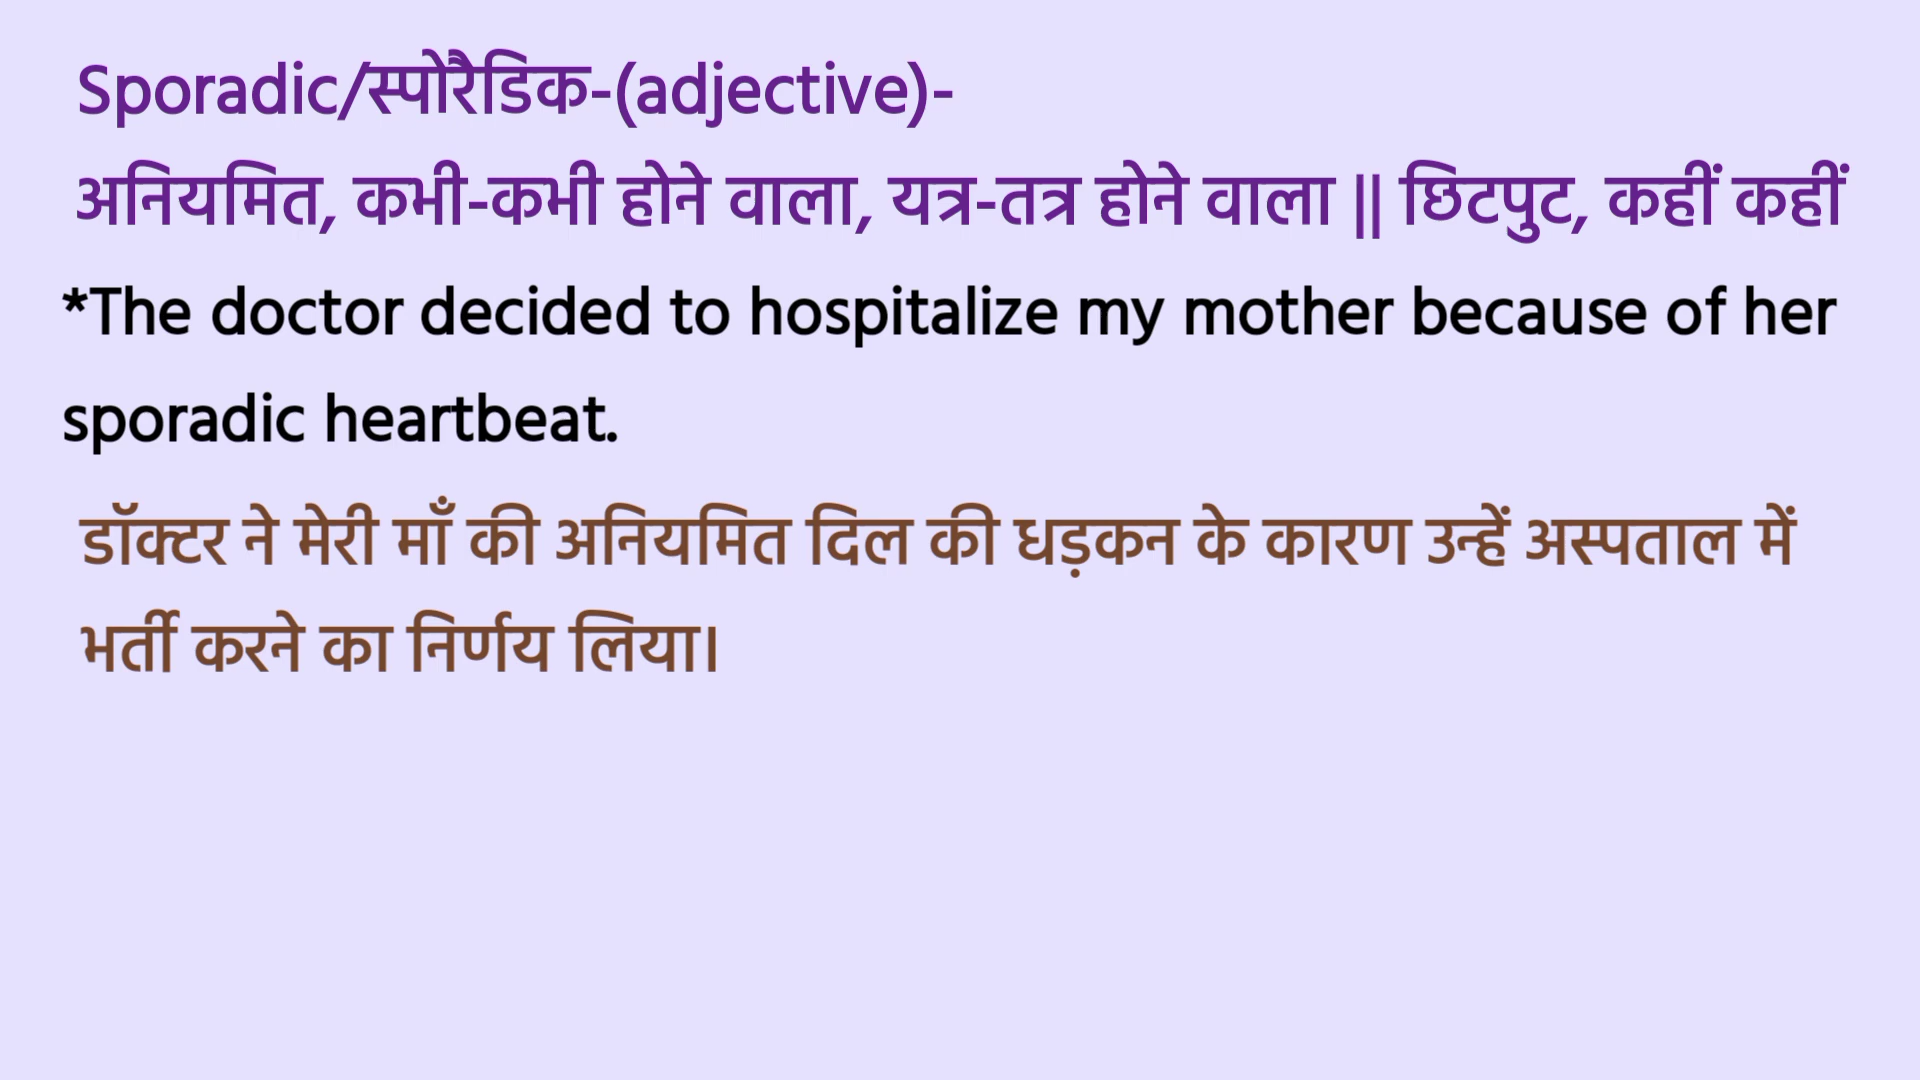 Sporadic/स्पोरैडिक-(adjective)-
अनियमित, कभी-कभी होने वाला, यत्र-तत्र होने वाला || छिटपुट, कहीं कहीं
*The doctor decided to hospitalize my mother because of her
sporadic heartbeat.
डॉक्टर ने मेरी माँ की अनियमित दिल की धड़कन के कारण उन्हें अस्पताल में
भर्ती करने का निर्णय लिया।